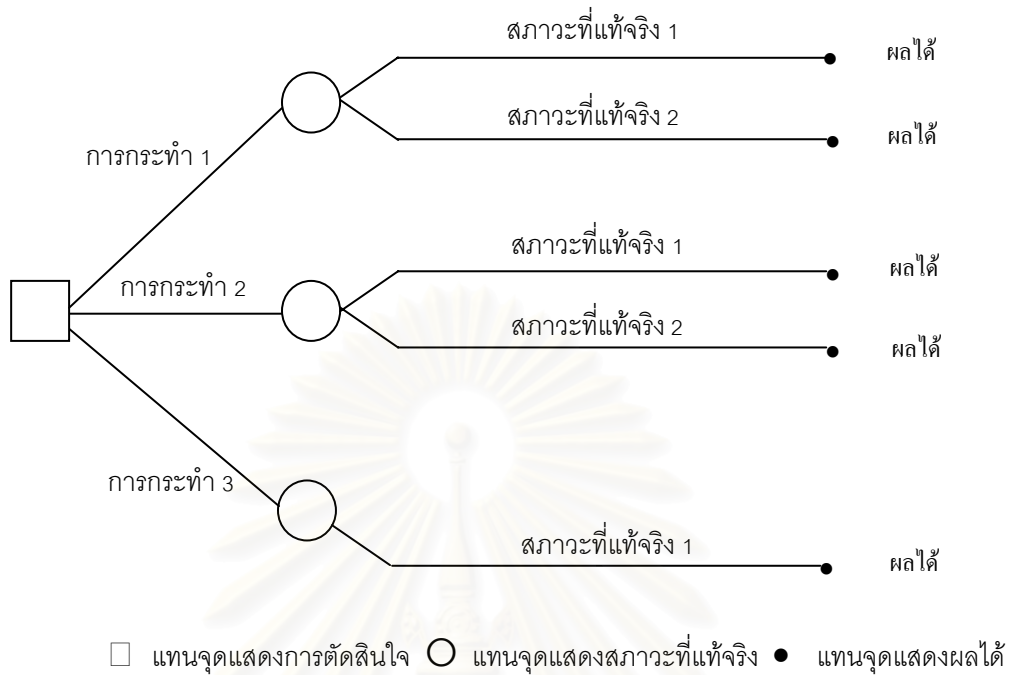 สภาวะที่แท้จริง 1
ผลได้
สภาวะที่แท้จริง 2
ผลได้
การกระทำ 1
สภาวะที่แท้จริง 1
ผลได้
การกระทำ 2
สภาวะที่แท้จริง 2
ผลได้
การกระทำ 3
สภาวะที่แท้จริง 1
ผลได้
แทนจุดแสดงการตัดสินใจ แทนจุดแสดงสภาวะที่แท้จริง แทนจุดแสดงผลได้